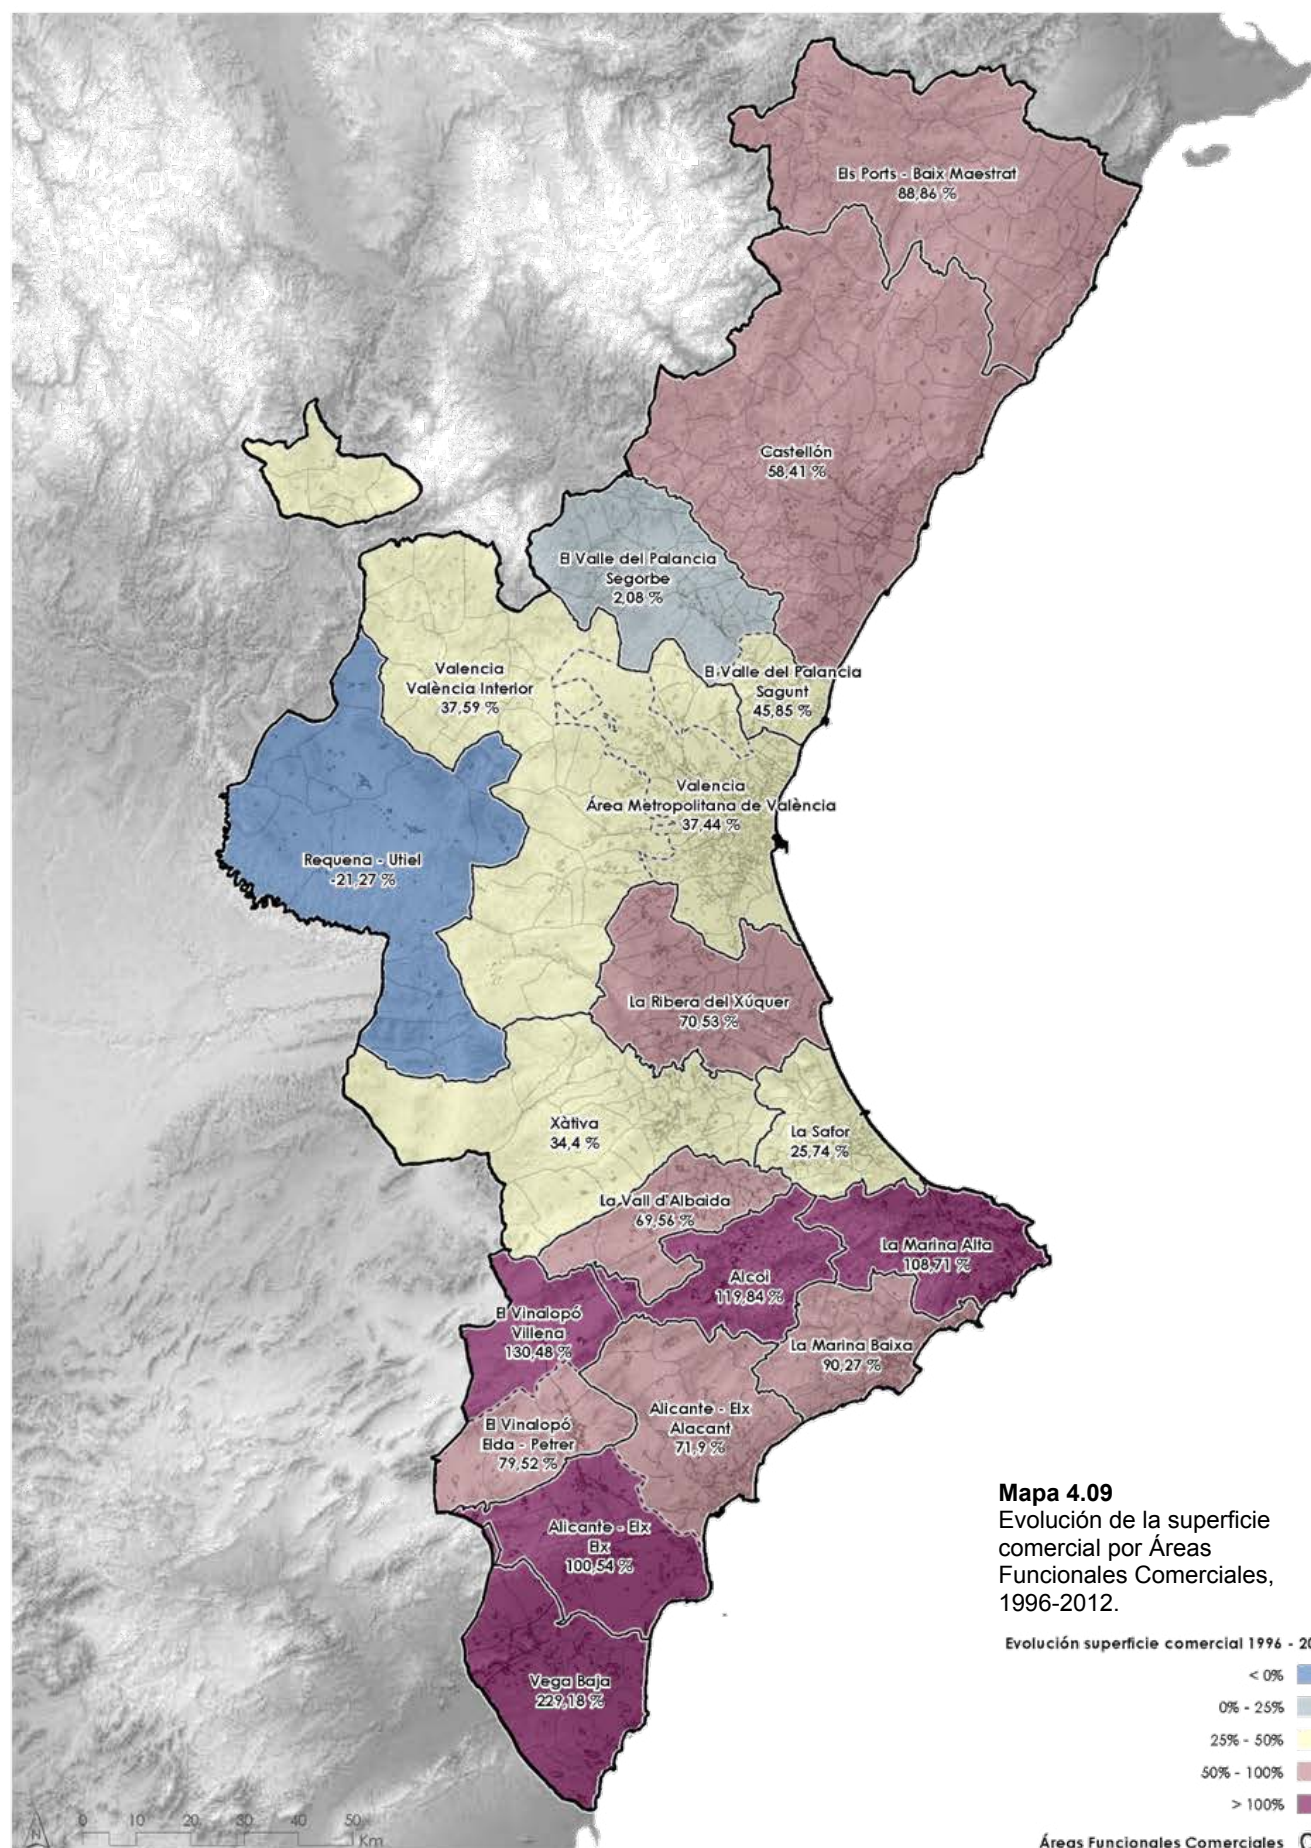 Els Ports - Baix Maestrat
88,86 %
Castellón
58,41 %
El Valle del Palancia
Segorbe
2,08 %
Valencia
València Interior
37,59 %
El Valle del Palancia
Sagunt
45,85 %
Valencia
Área Metropolitana de València
37,44 %
Requena - Utiel
-21,27 %
La Ribera del Xúquer
70,53 %
Xàtiva
34,4 %
La Safor
25,74 %
La Vall d'Albaida
69,56 %
La Marina Alta
108,71 %
Alcoi
119,84 %
El Vinalopó
Villena
130,48 %
La Marina Baixa
90,27 %
Alicante - Elx
Alacant
71,9 %
El Vinalopó
Elda - Petrer
79,52 %
Alicante - Elx
Elx
100,54 %
Vega Baja
229,18 %
Mapa 4.09
Evolución de la superficie
comercial por Áreas
Funcionales Comerciales,
1996-2012.
Evolución superficie comercial 1996 - 20
< 0%
0% - 25%
25% - 50%
50% - 100%
> 100%
Áreas Funcionales Comerciales
N
0 10 20 30 40 50
Km